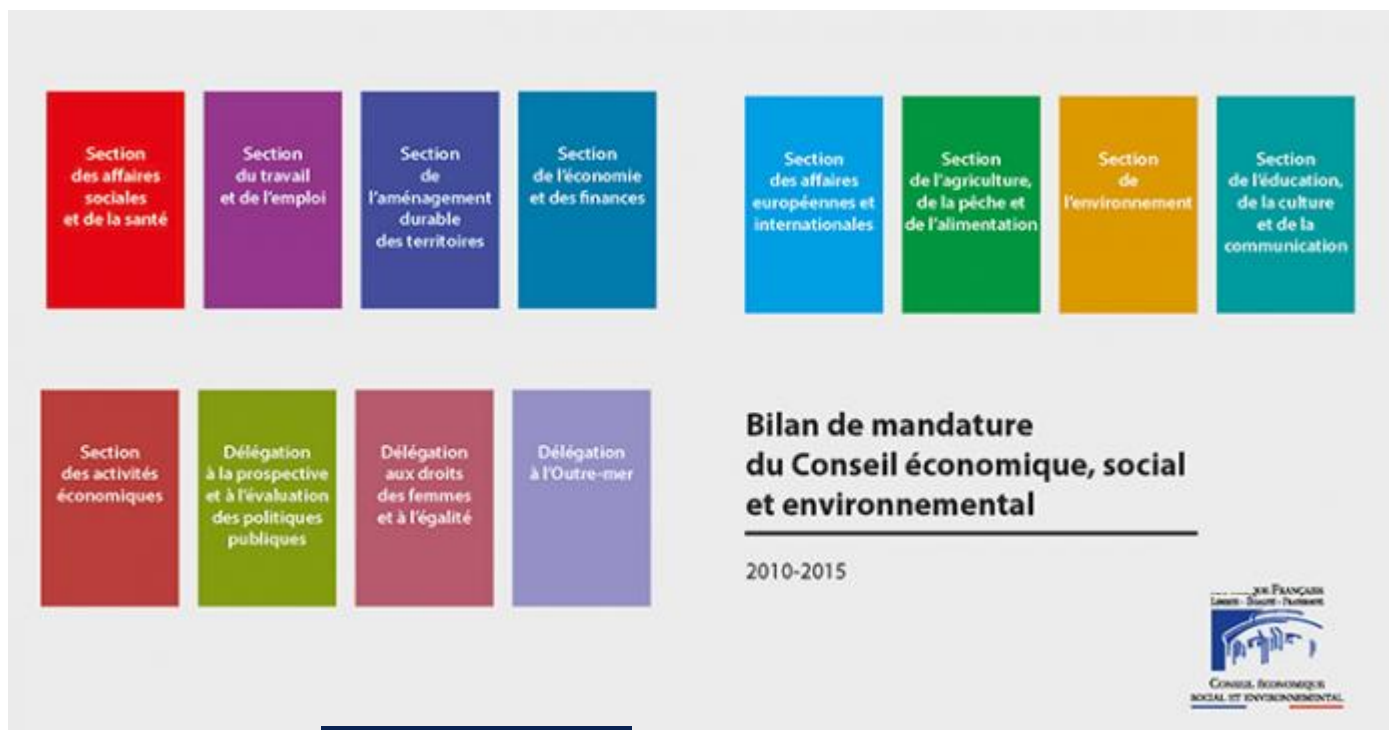 Section
des affaires
sociales
et de la santé
Section
du travail
et de l'emploi
Section
de
l'aménagement
durable
des territoires
Section
de l'économie
et des finances
Section
des affaires
européennes et
internationales
Section
de l'agriculture,
de la pêche et
de l'alimentation
Section
de
l'environnement
Section
de l'éducation,
de la culture
et de la
communication
Section
des activités
économiques
Délégation
à la prospective
et à l'évaluation
des politiques
publiques
Délégation
aux droits
des femmes
et à l'égalité
Délégation
à l'Outre-mer
Bilan de mandature
du Conseil économique, social
et environnemental
2010-2015
Française
Liberté - Égalité - Fraternité
Conseil économique
social et environnemental